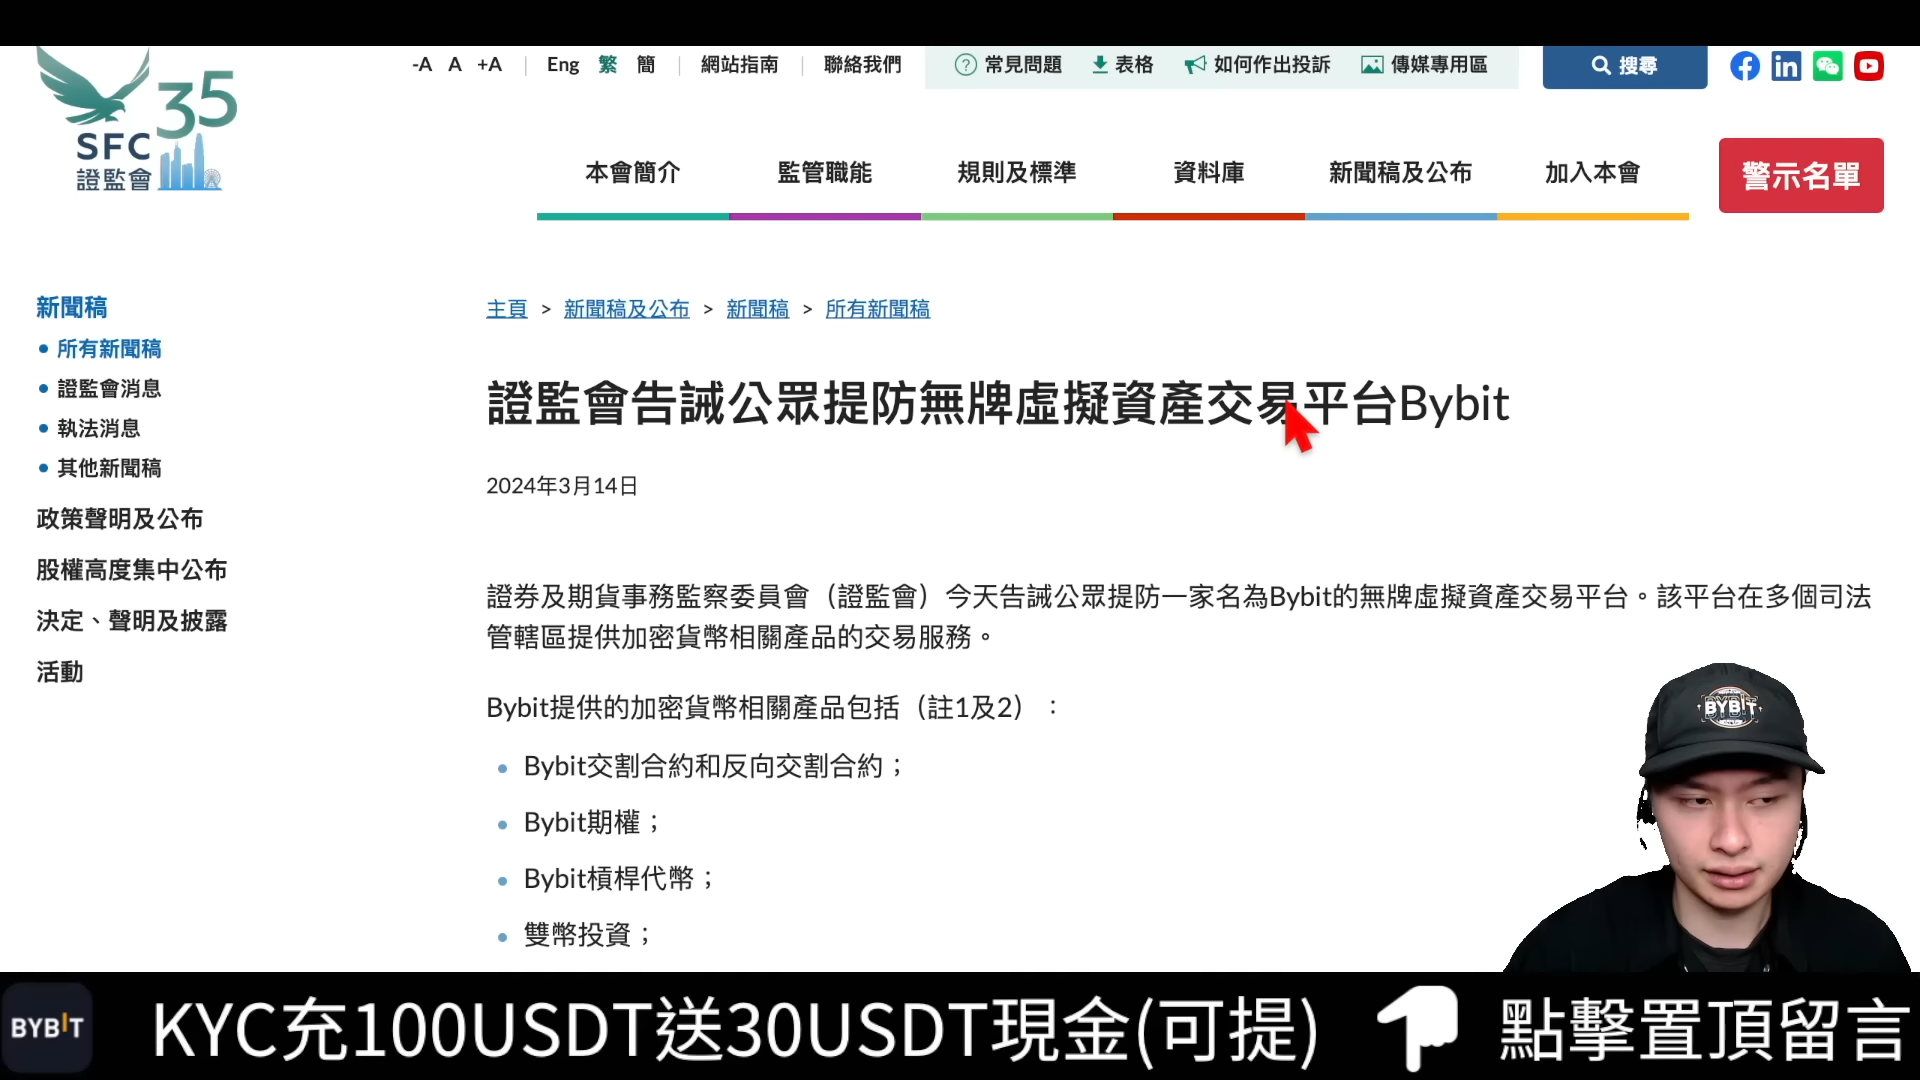 -A A +A | Eng 繁 簡 | 網站指南 | 聯絡我們
常見問題 表格 如何作出投訴 傳媒專用區
搜尋
35
SFC
證監會
本會簡介 監管職能 規則及標準 資料庫 新聞稿及公布 加入本會
警示名單
新聞稿
• 所有新聞稿
• 證監會消息
• 執法消息
• 其他新聞稿
政策聲明及公布
股權高度集中公布
決定、聲明及披露
活動
主頁 > 新聞稿及公布 > 新聞稿 > 所有新聞稿
證監會告誡公眾提防無牌虛擬資產交易平台Bybit
2024年3月14日
證券及期貨事務監察委員會（證監會）今天告誡公眾提防一家名為Bybit的無牌虛擬資產交易平台。該平台在多個司法
管轄區提供加密貨幣相關產品的交易服務。
Bybit提供的加密貨幣相關產品包括（註1及2）：
• Bybit交割合約和反向交割合約；
• Bybit期權；
• Bybit槓桿代幣；
• 雙幣投資；
BYBIT
BYBIT
KYC充100USDT送30USDT現金(可提)
點擊置頂留言